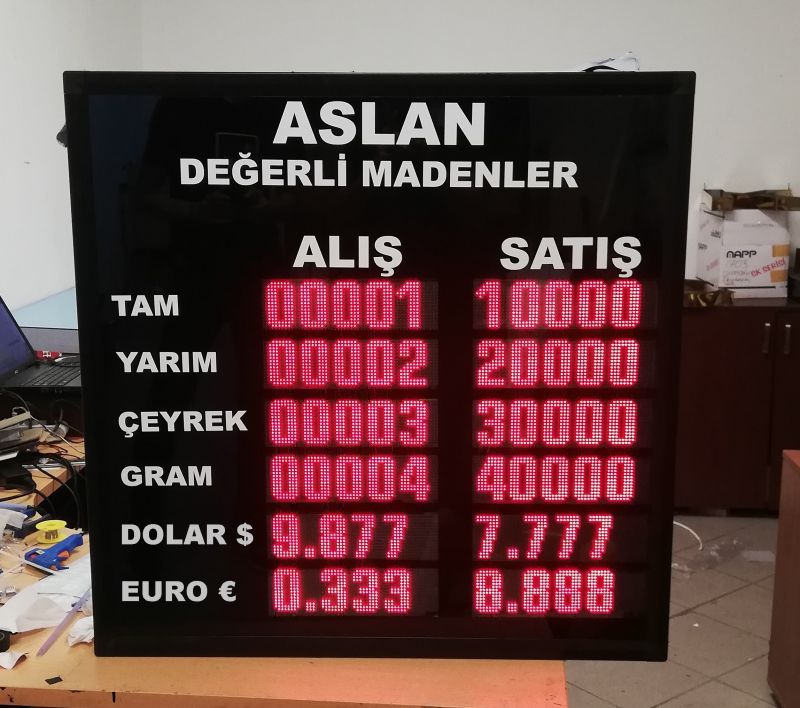 ASLAN
DEĞERLİ MADENLER
ALIŞ SATIŞ
TAM 00001 10000
YARIM 00002 20000
ÇEYREK 00003 30000
GRAM 00004 40000
DOLAR $ 9.877 7.777
EURO € 0.333 8.888
NAPP